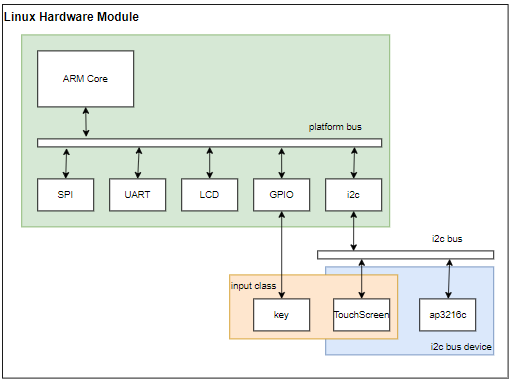 Linux Hardware Module
ARM Core
platform bus
SPI
UART
LCD
GPIO
i2c
i2c bus
input class
key
TouchScreen
ap3216c
i2c bus device